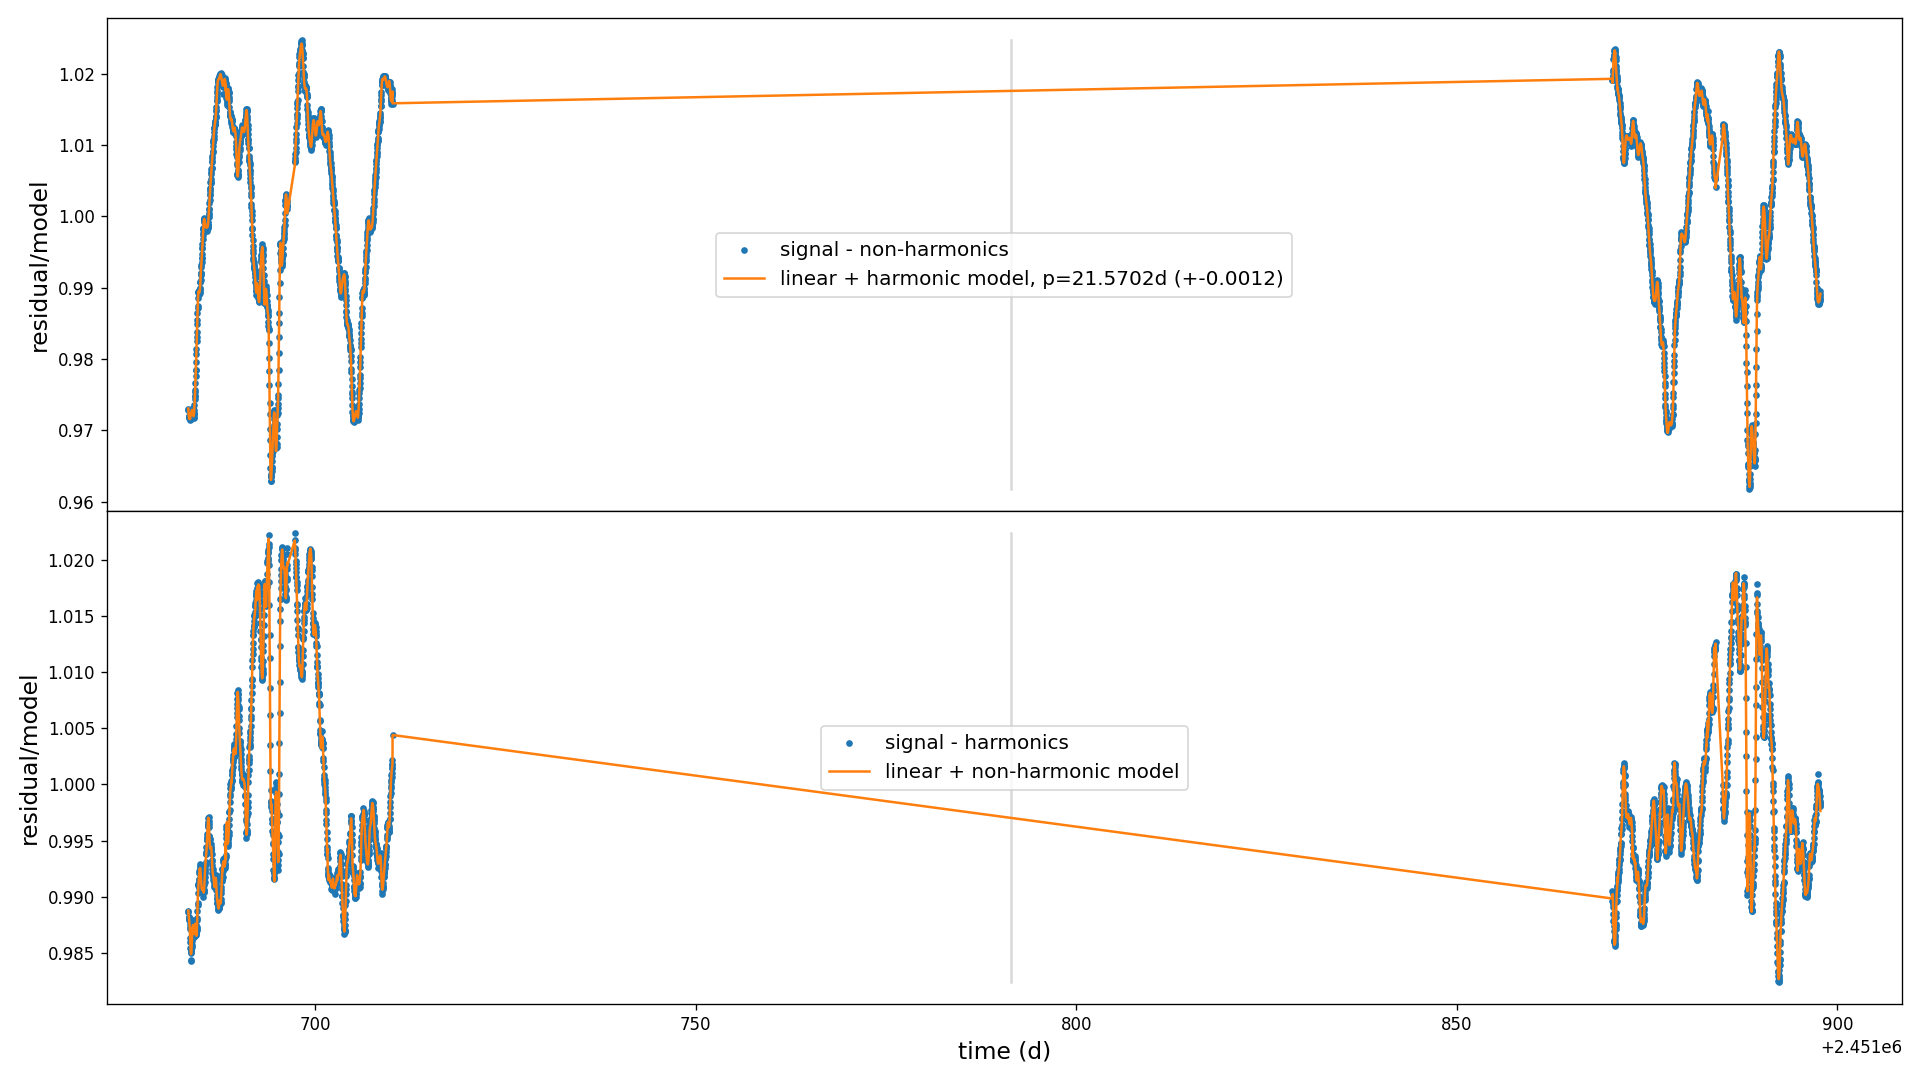 1.02
1.01
1.00
0.99
0.98
0.97
0.96
residual/model
signal - non-harmonics
linear + harmonic model, p=21.5702d (+-0.0012)
1.020
1.015
1.010
1.005
1.000
0.995
0.990
0.985
residual/model
signal - harmonics
linear + non-harmonic model
700
750
800
850
900
time (d)
+2.451e6